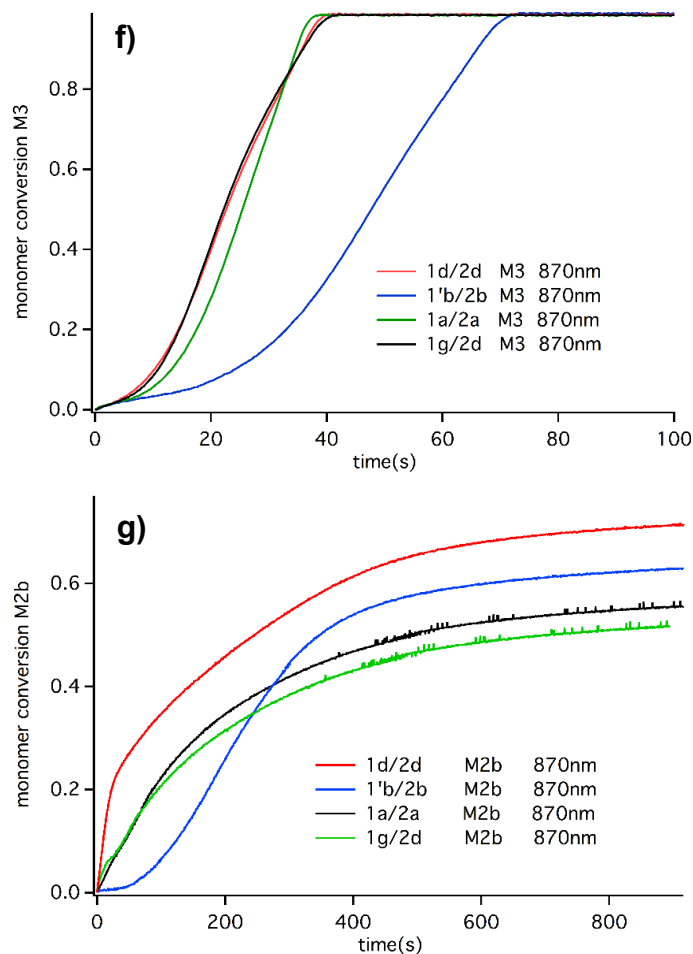 f)
monomer conversion M3
0.8
0.6
0.4
0.2
0.0
1d/2d M3 870nm
1'b/2b M3 870nm
1a/2a M3 870nm
1g/2d M3 870nm
0 20 40 60 80 100
time(s)
g)
monomer conversion M2b
0.6
0.4
0.2
0.0
1d/2d M2b 870nm
1'b/2b M2b 870nm
1a/2a M2b 870nm
1g/2d M2b 870nm
0 200 400 600 800
time(s)